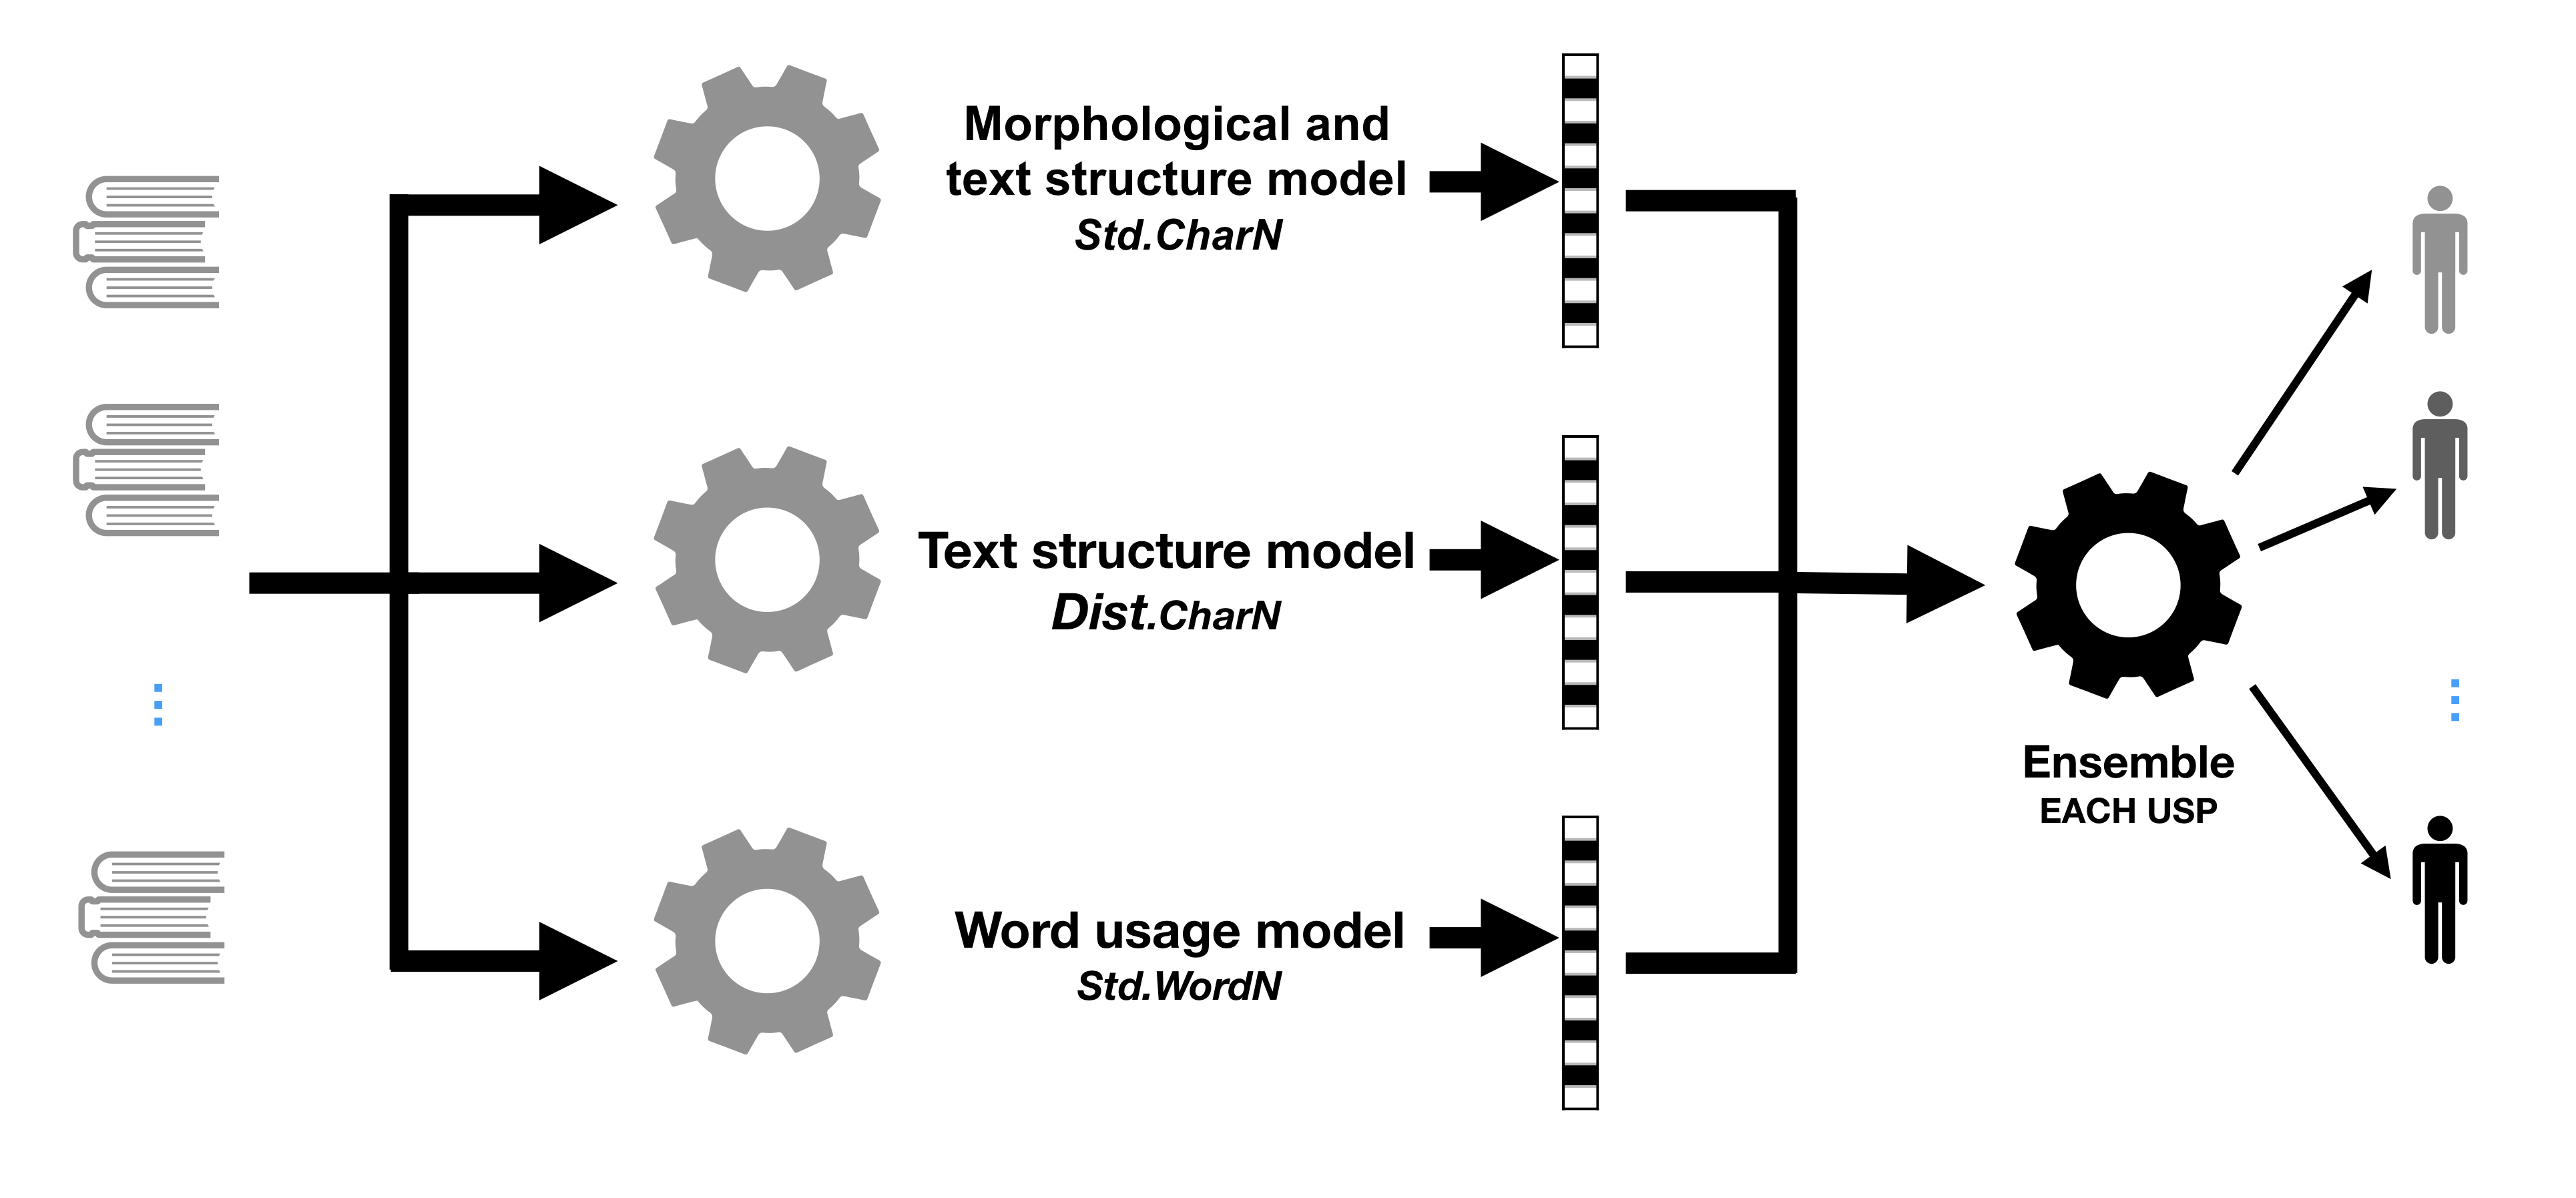 Morphological and
text structure model
Std.CharN
Text structure model
Dist.CharN
Word usage model
Std.WordN
Ensemble
EACH USP